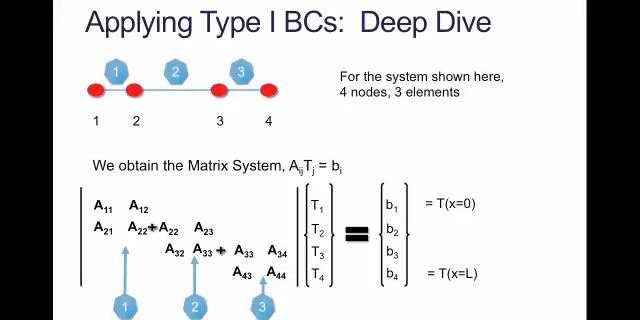 Applying Type I BCs: Deep Dive
1 2 3
For the system shown here,
4 nodes, 3 elements
1 2 3 4
We obtain the Matrix System, AijTj = bi
A11 A12 T1 b1 = T(x=0)
A21 A22+A22 A23 T2 = b2
A32 A33 + A33 A34 T3 b3
A43 A44 T4 b4 = T(x=L)
1 2 3